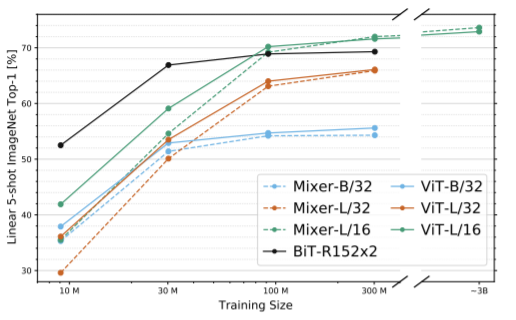 Linear 5-shot ImageNet Top-1 [%]
70
60
50
40
30
Mixer-B/32 ViT-B/32
Mixer-L/32 ViT-L/32
Mixer-L/16 ViT-L/16
BiT-R152x2
10 M 30 M 100 M 300 M ~3B
Training Size